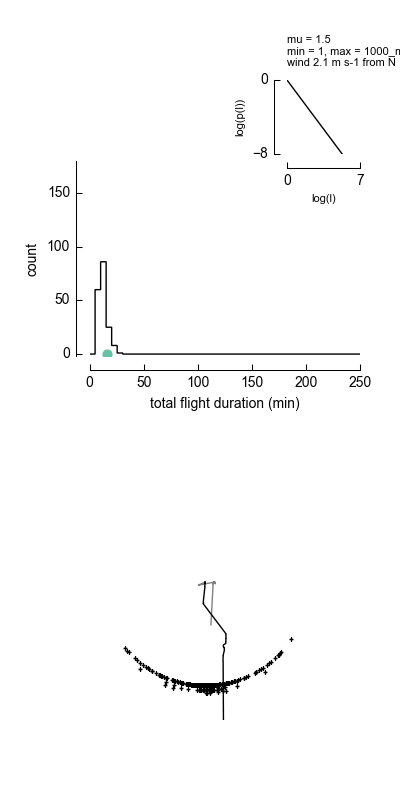 mu = 1.5
min = 1, max = 1000_m
wind 2.1 m s-1 from N
0
log(p(l))
−8
0 7
log(l)
150
100
count
50
0
0 50 100 150 200 250
total flight duration (min)